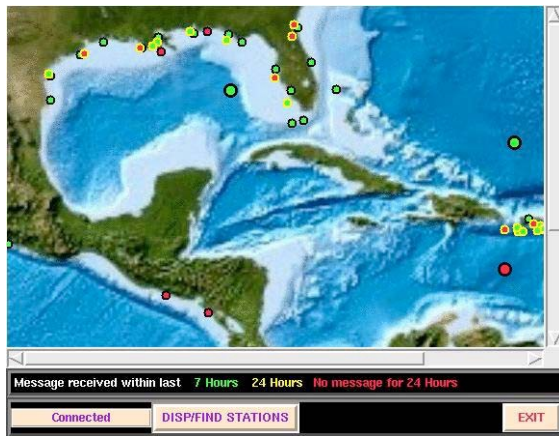 Message received within last 7 Hours 24 Hours No message for 24 Hours
Connected DISP/FIND STATIONS EXIT